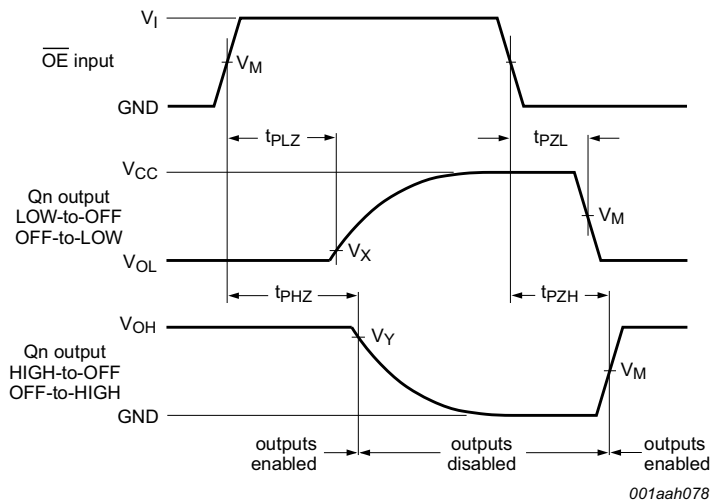 V_I
O̅E̅ input
V_M
GND
t_PLZ
t_PZL
V_CC
Qn output
LOW-to-OFF
OFF-to-LOW
V_M
V_X
V_OL
t_PHZ
t_PZH
V_OH
V_Y
Qn output
HIGH-to-OFF
OFF-to-HIGH
V_M
GND
outputs
enabled
outputs
disabled
outputs
enabled
001aah078